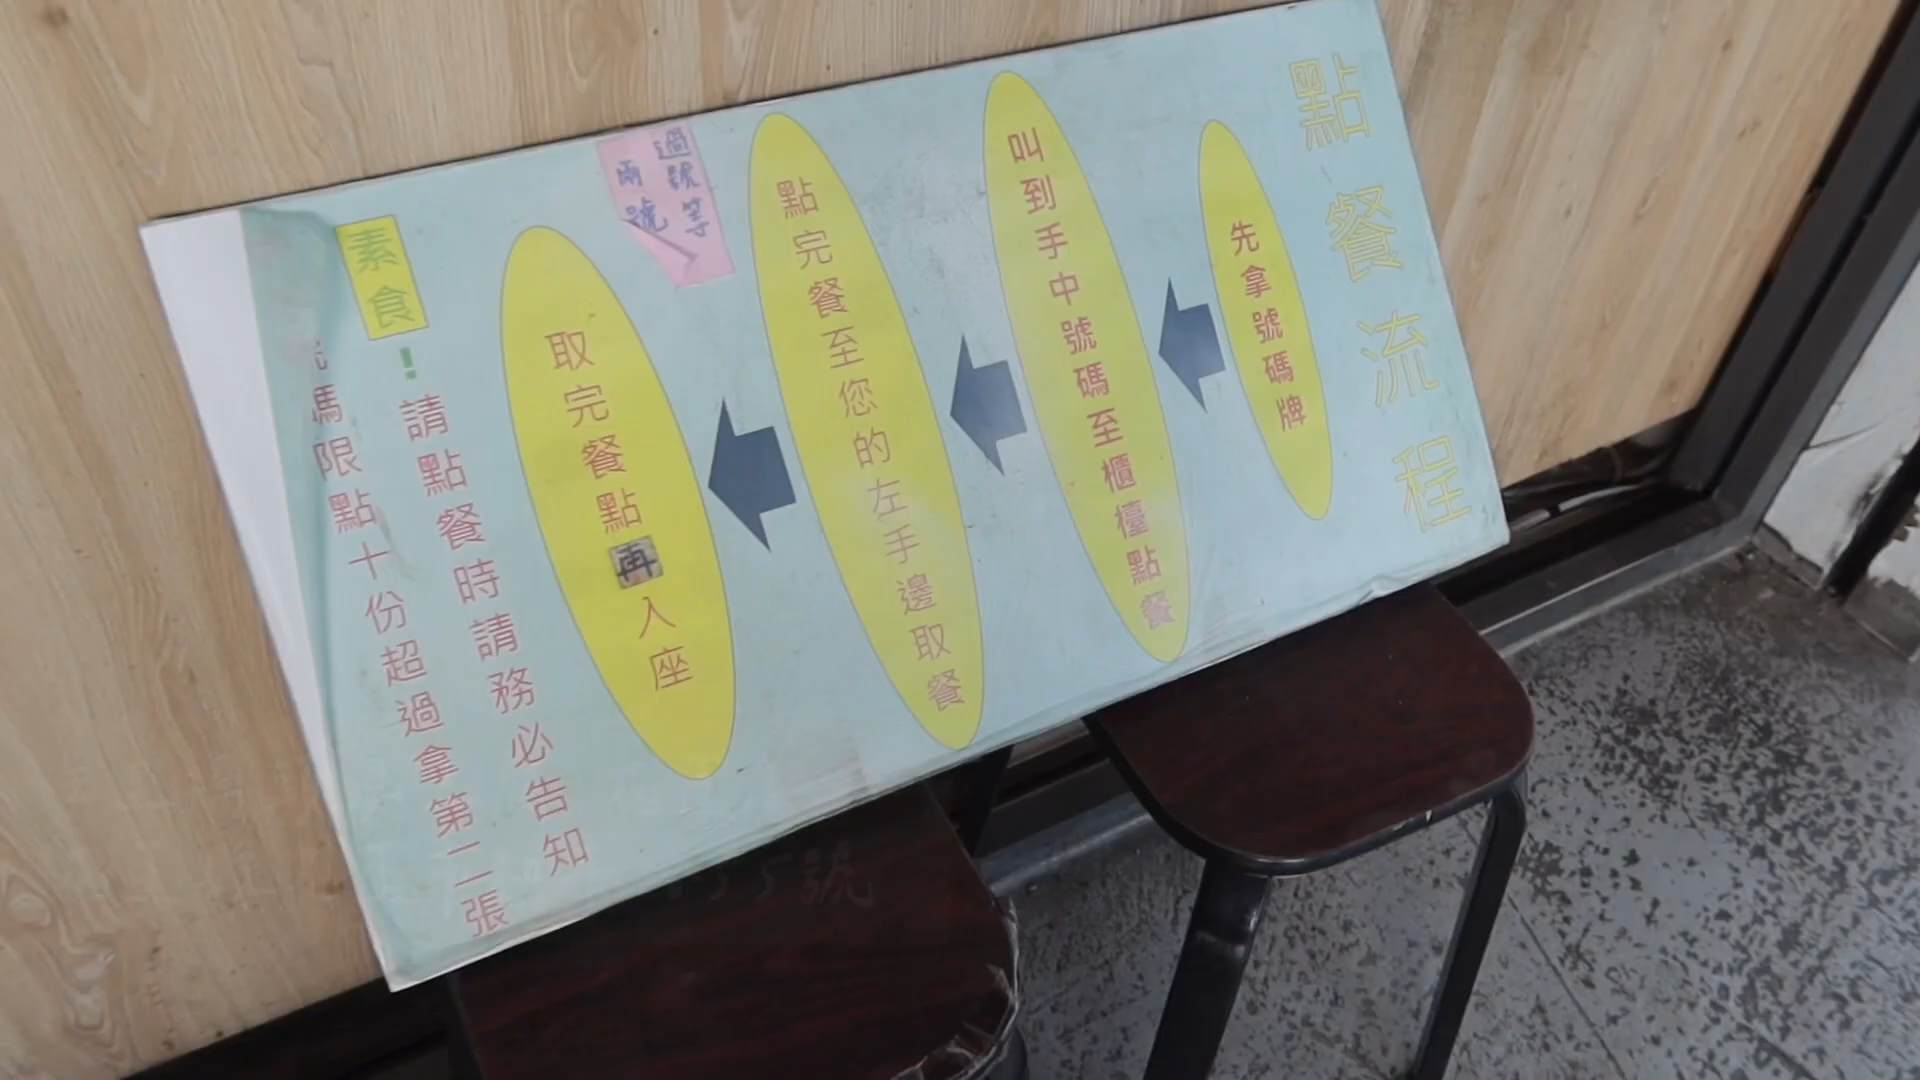 點餐流程
先拿號碼牌
叫到手中號碼至櫃檯點餐
點完餐至您的左手邊取餐
過號等
兩號
取完餐點再入座
素食!請點餐時請務必告知
碼限點十份超過拿第二張
號